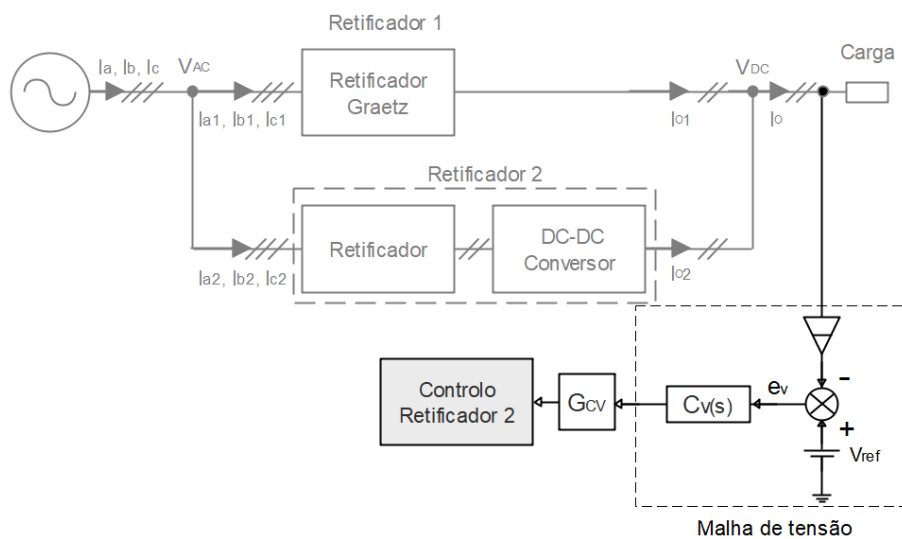 Retificador 1
Ia, Ib, Ic
VAC
Retificador
Graetz
VDC
Carga
Ia1, Ib1, Ic1
IO1
IO
Retificador 2
Retificador
DC-DC
Conversor
Ia2, Ib2, Ic2
IO2
Controlo
Retificador 2
GCV
CV(s)
ev
-
+
Vref
Malha de tensão